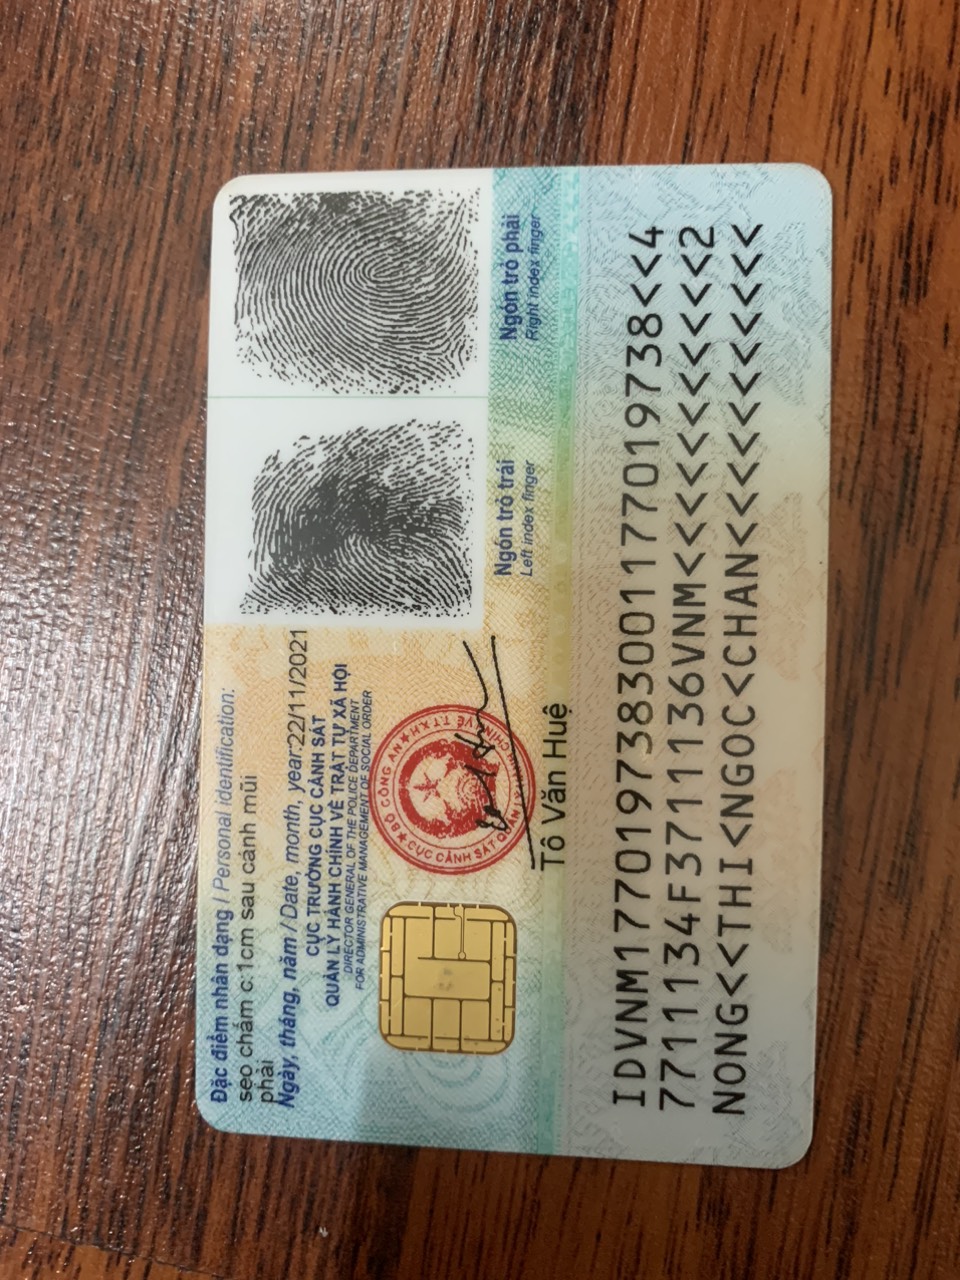 Đặc điểm nhân dạng / Personal identification:
sẹo chấm c:1cm sau cánh mũi
phải
Ngày, tháng, năm / Date, month, year: 22/11/2021
CỤC TRƯỞNG CỤC CẢNH SÁT
QUẢN LÝ HÀNH CHÍNH VỀ TRẬT TỰ XÃ HỘI
DIRECTOR GENERAL OF THE POLICE DEPARTMENT
FOR ADMINISTRATIVE MANAGEMENT OF SOCIAL ORDER
BỘ CÔNG AN
CỤC CẢNH SÁT QUẢN LÝ HÀNH CHÍNH VỀ TTXH
Tô Văn Huệ
Ngón trỏ trái
Left index finger
Ngón trỏ phải
Right index finger
IDVNM1770197383001177019738<<4
7711134F3711136VNM<<<<<<<<<<<2
NONG<<THI<NGOC<CHAN<<<<<<<<<<<